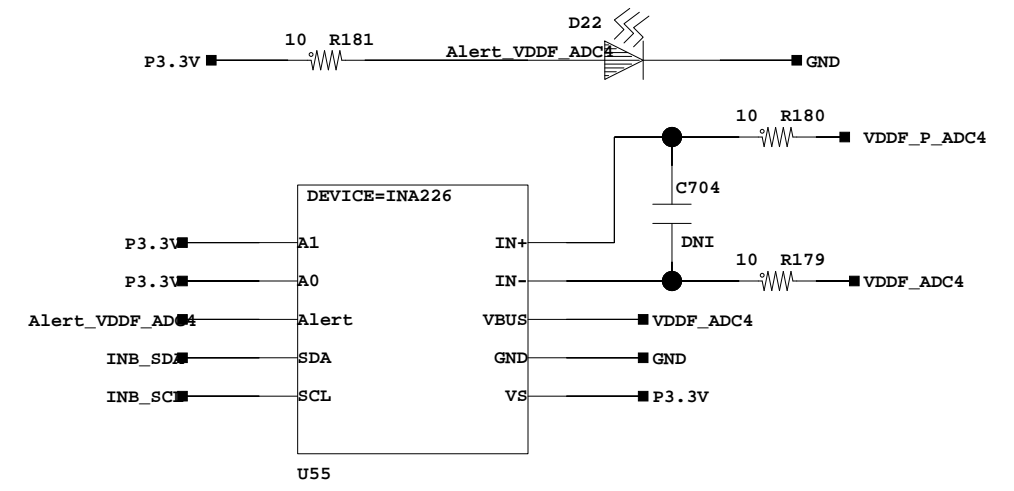 D22
10 R181
Alert_VDDF_ADC4
P3.3V
GND
10 R180
VDDF_P_ADC4
C704
DEVICE=INA226
P3.3V
A1
IN+
DNI
10 R179
P3.3V
A0
IN-
VDDF_ADC4
Alert_VDDF_ADC4
Alert
VBUS
VDDF_ADC4
INB_SDA
SDA
GND
GND
INB_SCL
SCL
VS
P3.3V
U55